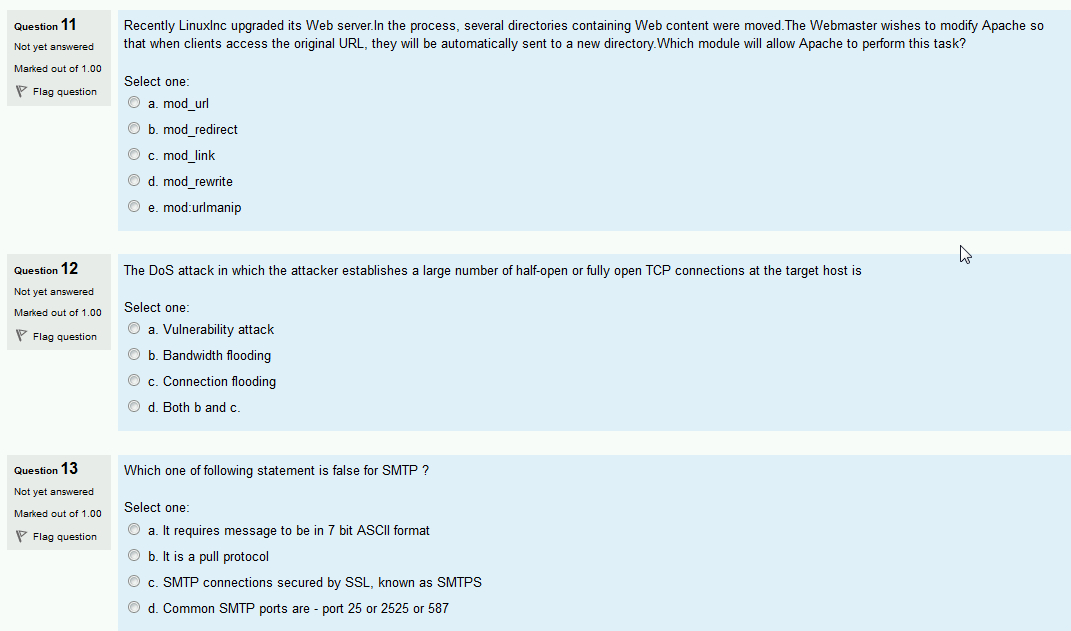 Question 11
Not yet answered
Marked out of 1.00
Flag question
Recently LinuxInc upgraded its Web server.In the process, several directories containing Web content were moved.The Webmaster wishes to modify Apache so
that when clients access the original URL, they will be automatically sent to a new directory.Which module will allow Apache to perform this task?
Select one:
a. mod_url
b. mod_redirect
c. mod_link
d. mod_rewrite
e. mod:urlmanip
Question 12
Not yet answered
Marked out of 1.00
Flag question
The DoS attack in which the attacker establishes a large number of half-open or fully open TCP connections at the target host is
Select one:
a. Vulnerability attack
b. Bandwidth flooding
c. Connection flooding
d. Both b and c.
Question 13
Not yet answered
Marked out of 1.00
Flag question
Which one of following statement is false for SMTP ?
Select one:
a. It requires message to be in 7 bit ASCII format
b. It is a pull protocol
c. SMTP connections secured by SSL, known as SMTPS
d. Common SMTP ports are - port 25 or 2525 or 587